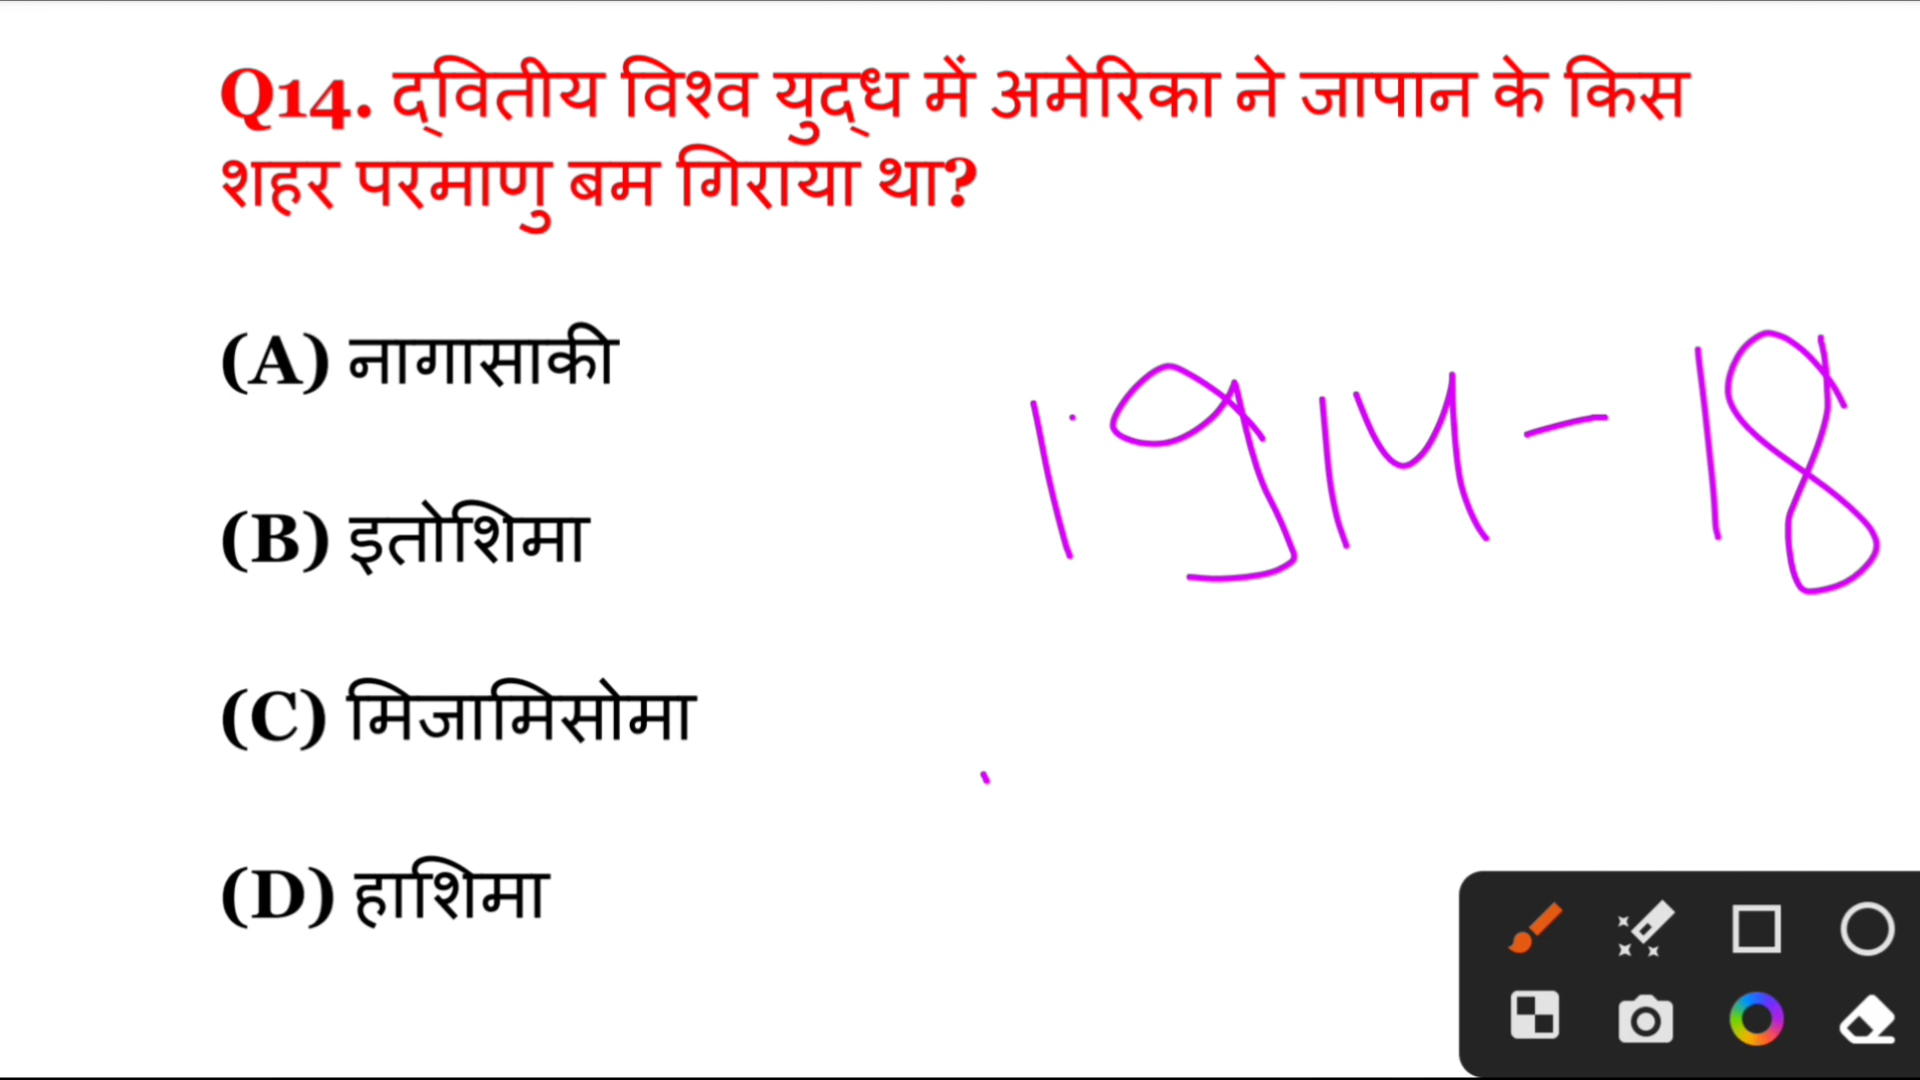 Q14. द्वितीय विश्व युद्ध में अमेरिका ने जापान के किस
शहर परमाणु बम गिराया था?
(A) नागासाकी
1914-18
(B) इतोशिमा
(C) मिजामिसोमा
(D) हाशिमा